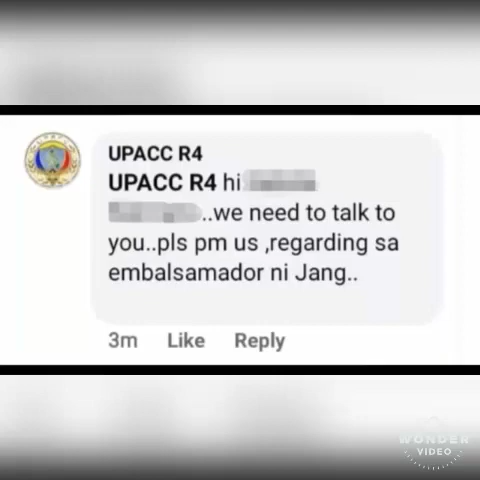 UPACC R4
UPACC R4 hi
..we need to talk to
you..pls pm us ,regarding sa
embalsamador ni Jang..
3m Like Reply
WONDER
VIDEO